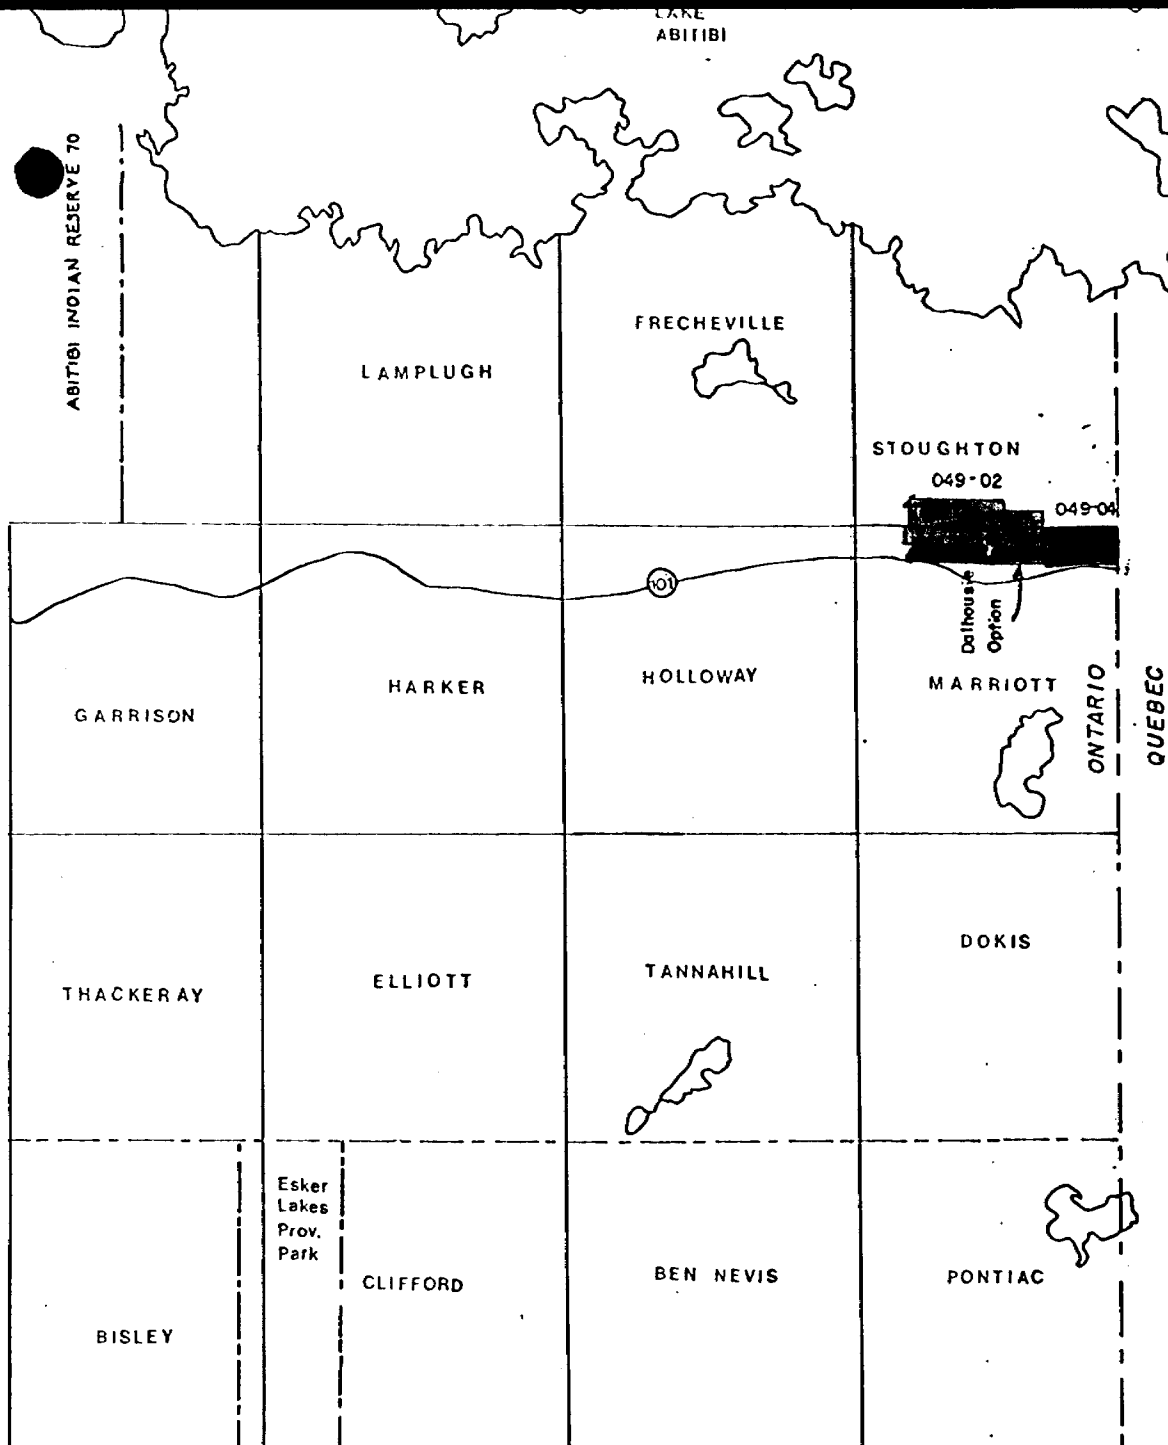 LAKE
ABITIBI
ABITIBI INDIAN RESERVE 70
FRECHEVILLE
LAMPLUGH
STOUGHTON
049-02
049-04
101
Dalhousie
Option
HOLLOWAY
HARKER
MARRIOTT
GARRISON
ONTARIO
QUEBEC
DOKIS
TANNAHILL
ELLIOTT
THACKERAY
Esker
Lakes
Prov.
Park
BEN NEVIS
PONTIAC
CLIFFORD
BISLEY